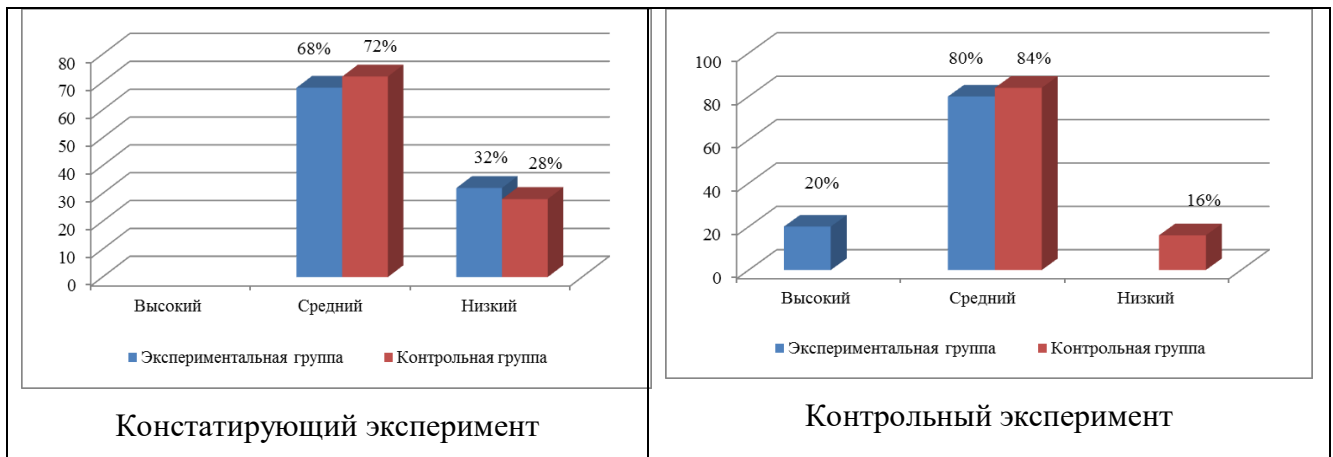 68%
72%
32%
28%
80
70
60
50
40
30
20
10
0
Высокий
Средний
Низкий
Экспериментальная группа
Контрольная группа
Констатирующий эксперимент
80%
84%
20%
16%
100
80
60
40
20
0
Высокий
Средний
Низкий
Экспериментальная группа
Контрольная группа
Контрольный эксперимент